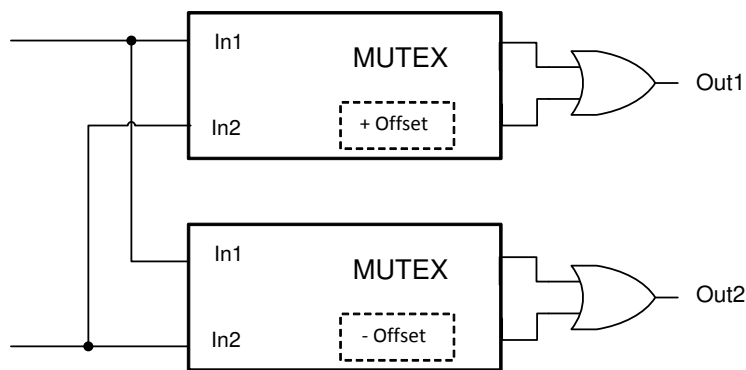 In1
MUTEX
Out1
In2
+ Offset
In1
MUTEX
Out2
In2
- Offset